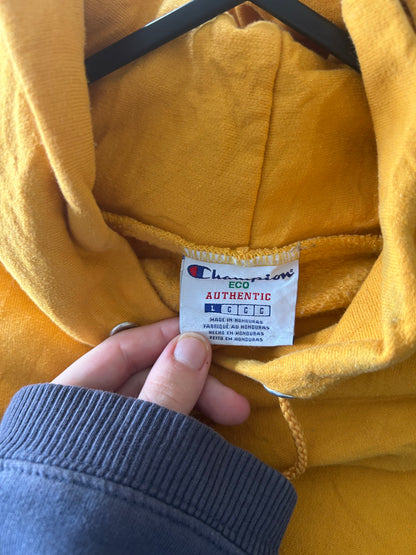 Champion
ECO
AUTHENTIC
L G G G
MADE IN HONDURAS
FABRIQUÉ AU HONDURAS
HECHO EN HONDURAS
FEITO EM HONDURAS